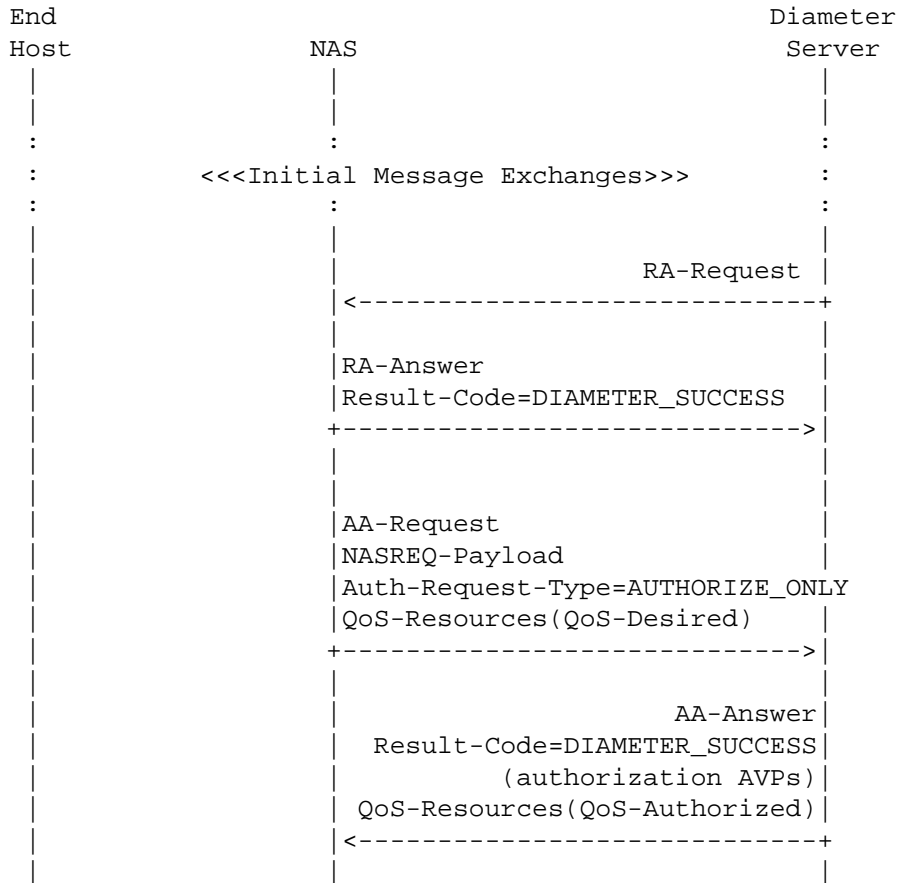 End Diameter
Host NAS Server
<<<Initial Message Exchanges>>>
RA-Request
RA-Answer
Result-Code=DIAMETER_SUCCESS
AA-Request
NASREQ-Payload
Auth-Request-Type=AUTHORIZE_ONLY
QoS-Resources(QoS-Desired)
AA-Answer
Result-Code=DIAMETER_SUCCESS
(authorization AVPs)
QoS-Resources(QoS-Authorized)